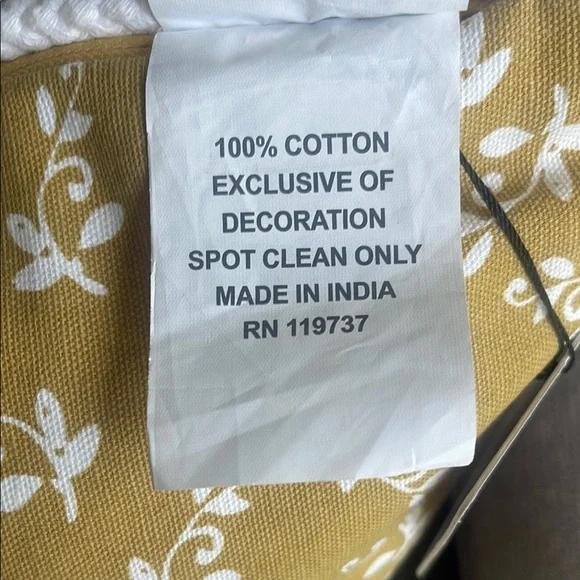 100% COTTON
EXCLUSIVE OF
DECORATION
SPOT CLEAN ONLY
MADE IN INDIA
RN 119737